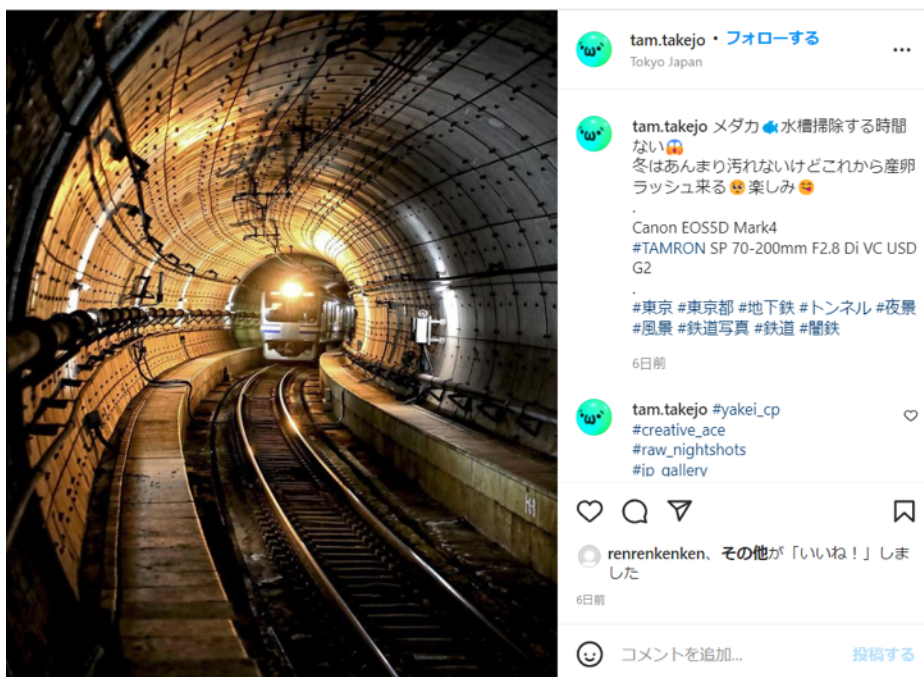 tam.takejo • フォローする
Tokyo Japan
tam.takejo メダカ🐟水槽掃除する時間
ない😱
冬はあんまり汚れないけどこれから産卵
ラッシュ来る🥺楽しみ😋
.
Canon EOS5D Mark4
#TAMRON SP 70-200mm F2.8 Di VC USD
G2
.
#東京 #東京都 #地下鉄 #トンネル #夜景
#風景 #鉄道写真 #鉄道 #闇鉄
6日前
tam.takejo #yakei_cp
#creative_ace
#raw_nightshots
#jp_gallery
renrenkenken、その他が「いいね！」しま
した
6日前
コメントを追加...
投稿する